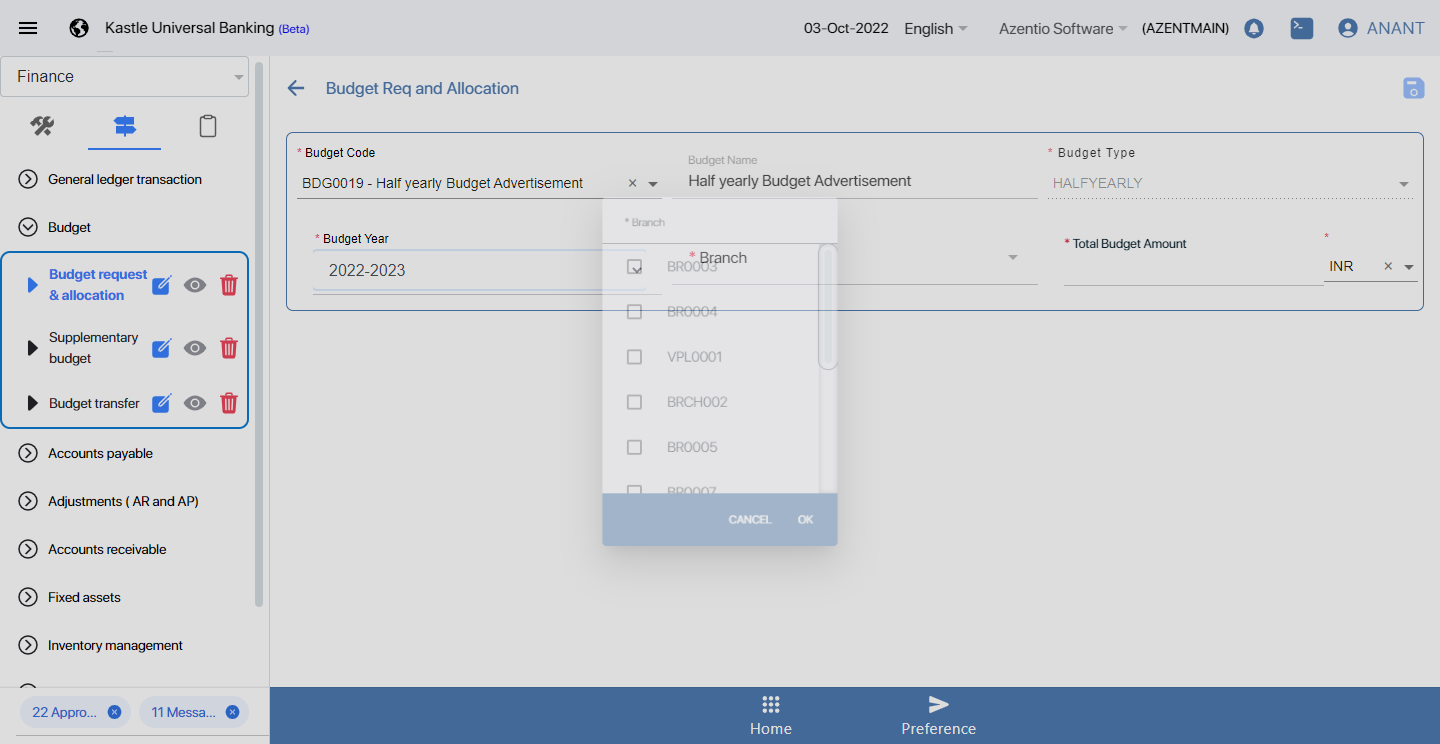 Kastle Universal Banking (Beta)
03-Oct-2022
English
Azentio Software
(AZENTMAIN)
ANANT
Finance
General ledger transaction
Budget
Budget request
& allocation
Supplementary
budget
Budget transfer
Accounts payable
Adjustments ( AR and AP)
Accounts receivable
Fixed assets
Inventory management
22 Appro...
11 Messa...
Budget Req and Allocation
* Budget Code
BDG0019 - Half yearly Budget Advertisement
Budget Name
Half yearly Budget Advertisement
* Budget Type
HALFYEARLY
* Budget Year
2022-2023
* Branch
* Total Budget Amount
*
INR
* Branch
BR0003
BR0004
VPL0001
BRCH002
BR0005
BR0007
CANCEL
OK
Home
Preference